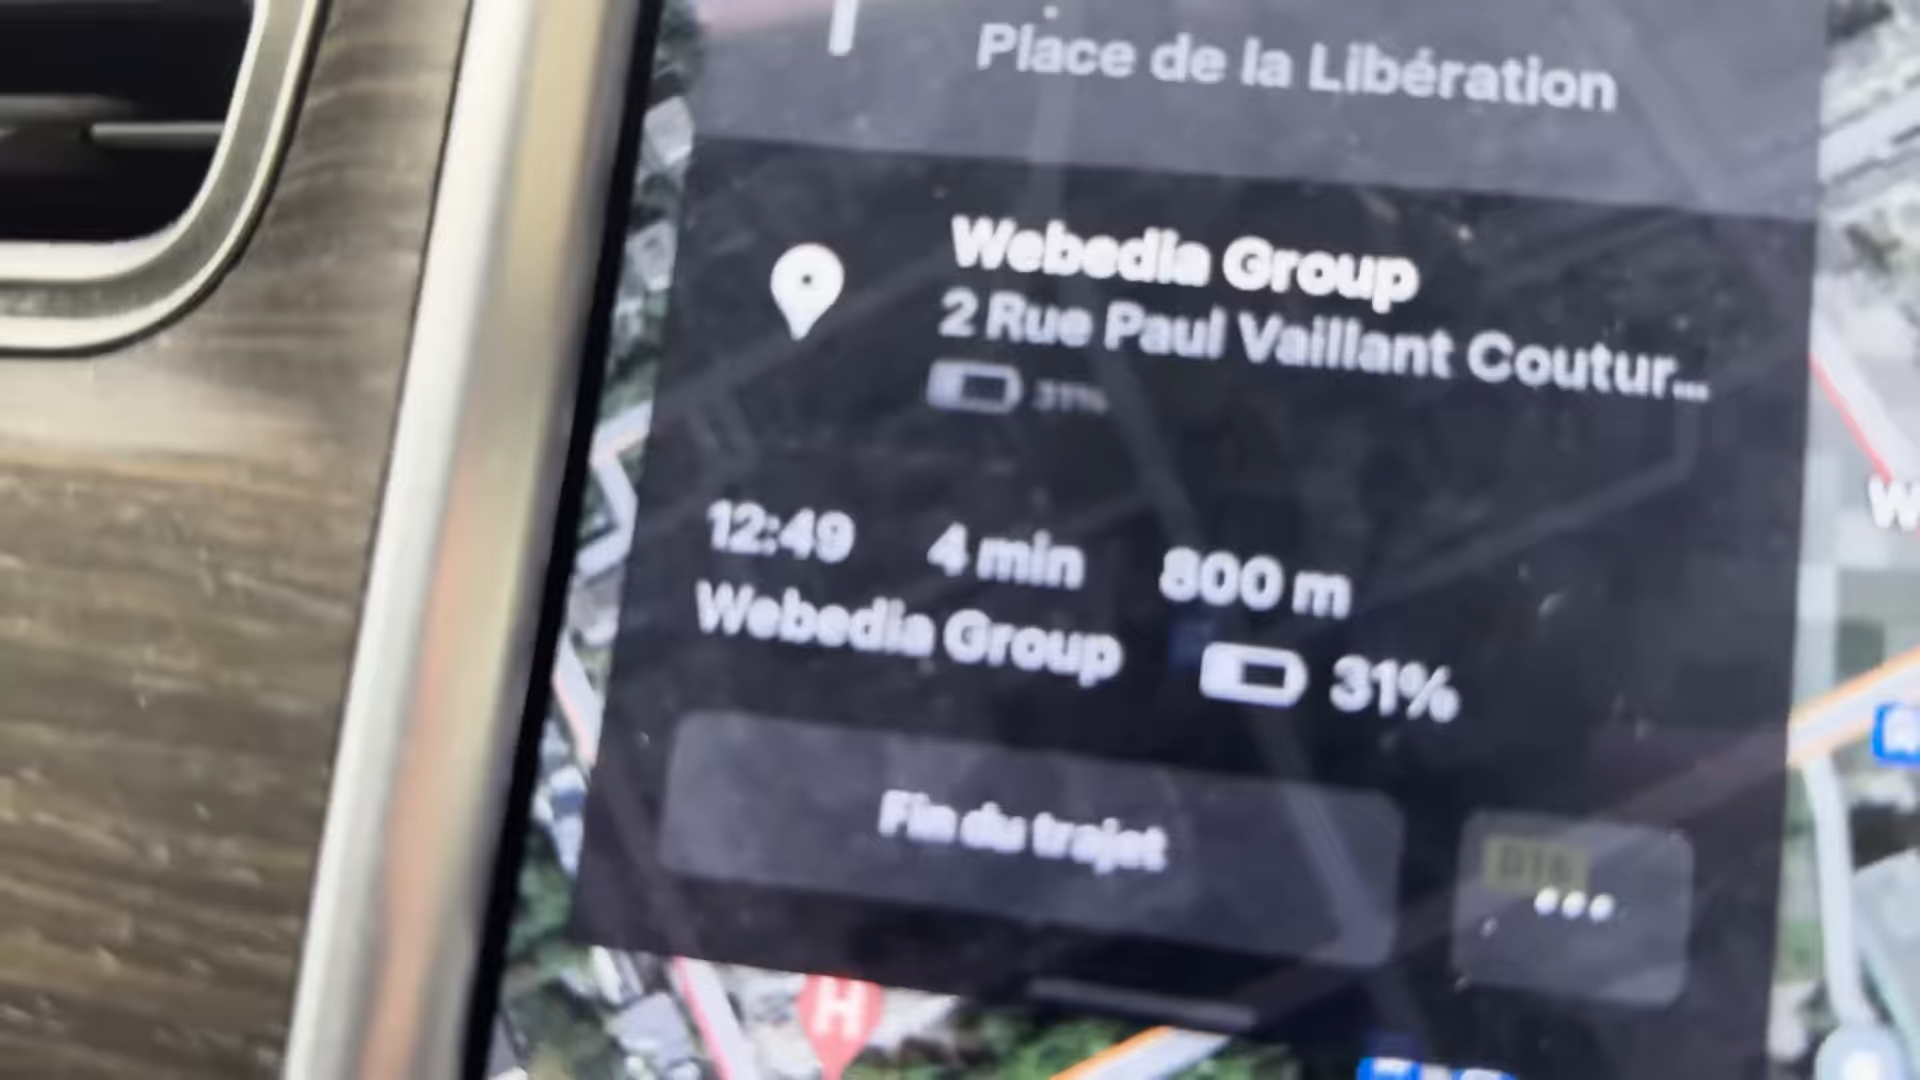 Place de la Libération
Webedia Group
2 Rue Paul Vaillant Coutur...
31%
12:49 4 min 800 m
Webedia Group 31%
Fin du trajet
H
W